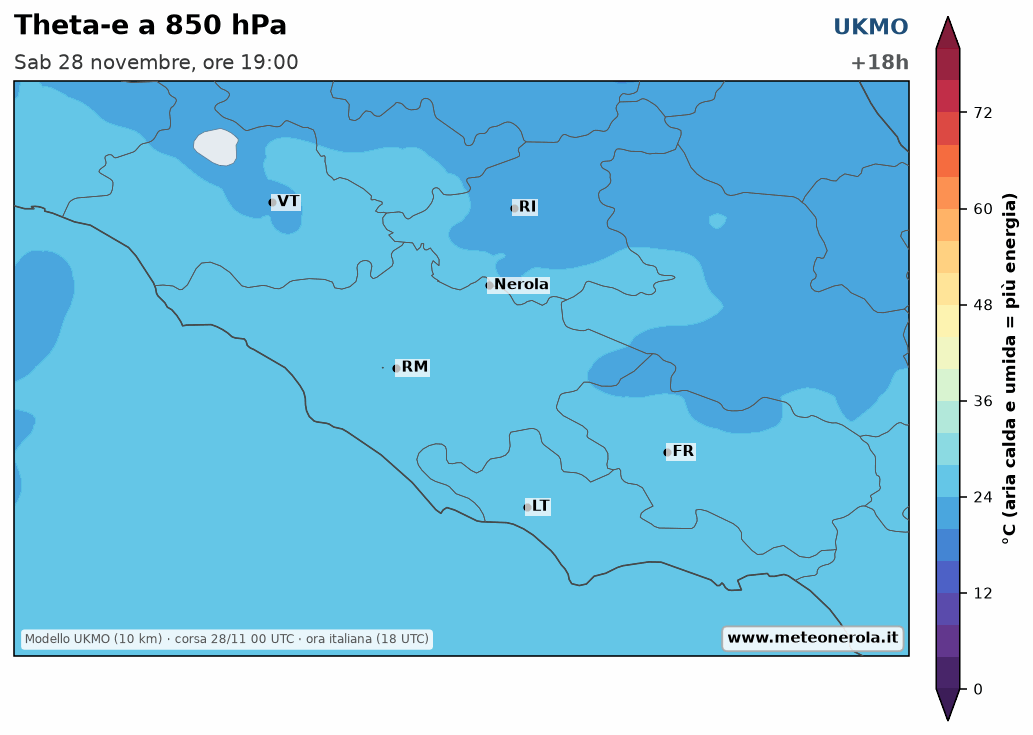 Theta-e a 850 hPa
UKMO
Sab 28 novembre, ore 19:00
+18h
VT
RI
Nerola
RM
FR
LT
72
60
48
36
24
12
0
°C (aria calda e umida = più energia)
Modello UKMO (10 km) · corsa 28/11 00 UTC · ora italiana (18 UTC)
www.meteonerola.it